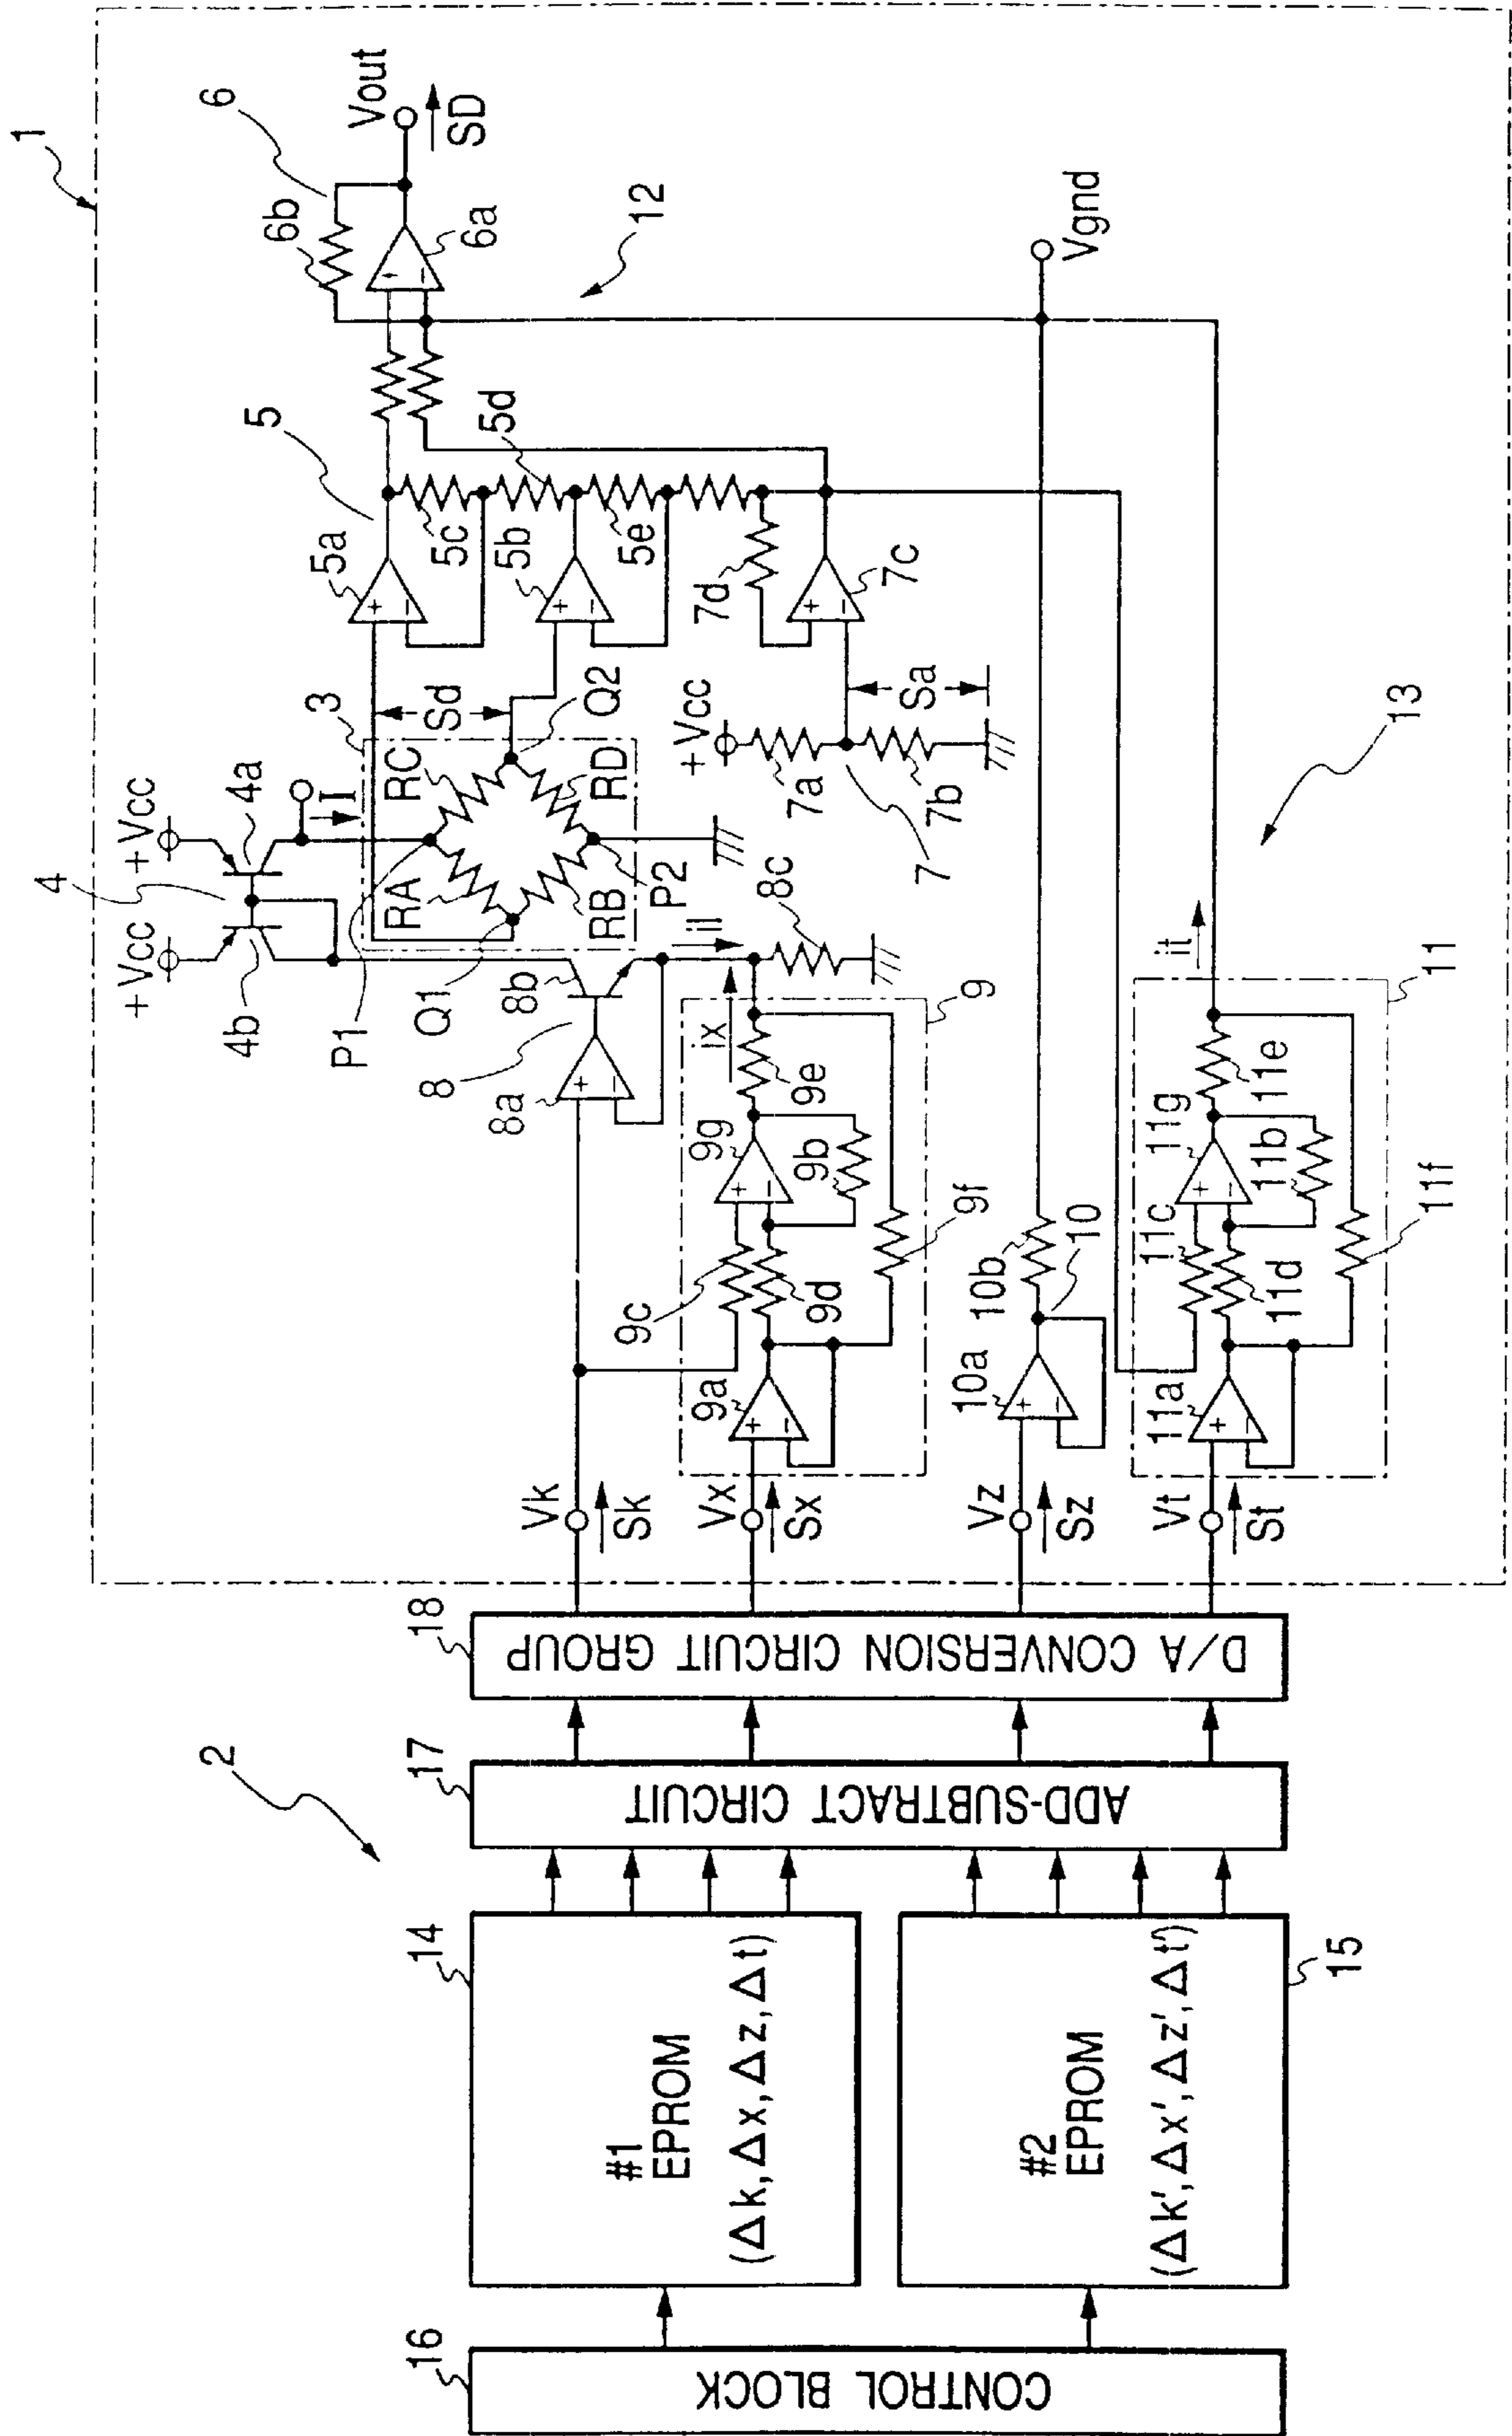 1
2
16
CONTROL BLOCK
14
#1
EPROM
(Δk,Δx,Δz,Δt)
#2
EPROM
(Δk′,Δx′,Δz′,Δt′)
15
17
ADD-SUBTRACT CIRCUIT
18
D/A CONVERSION CIRCUIT GROUP
Vk
Sk
Vx
Sx
Vz
Sz
Vt
St
+Vcc
+Vcc
4
4b
4a
I
P1
Q1
3
RA
RC
RB
RD
P2
Q2
Sd
8
8a
+
−
8b
i1
8c
ix
9
9a
+
−
9c
9d
9g
+
−
9b
9e
9f
10a
+
−
10b
10
11a
+
−
11c
11d
11g
+
−
11b
11e
11f
it
11
13
5
5a
+
−
5c
5d
5b
+
−
5e
+Vcc
7a
7b
7
Sa
7d
7c
+
−
6
6b
6a
+
−
12
Vout
SD
Vgnd